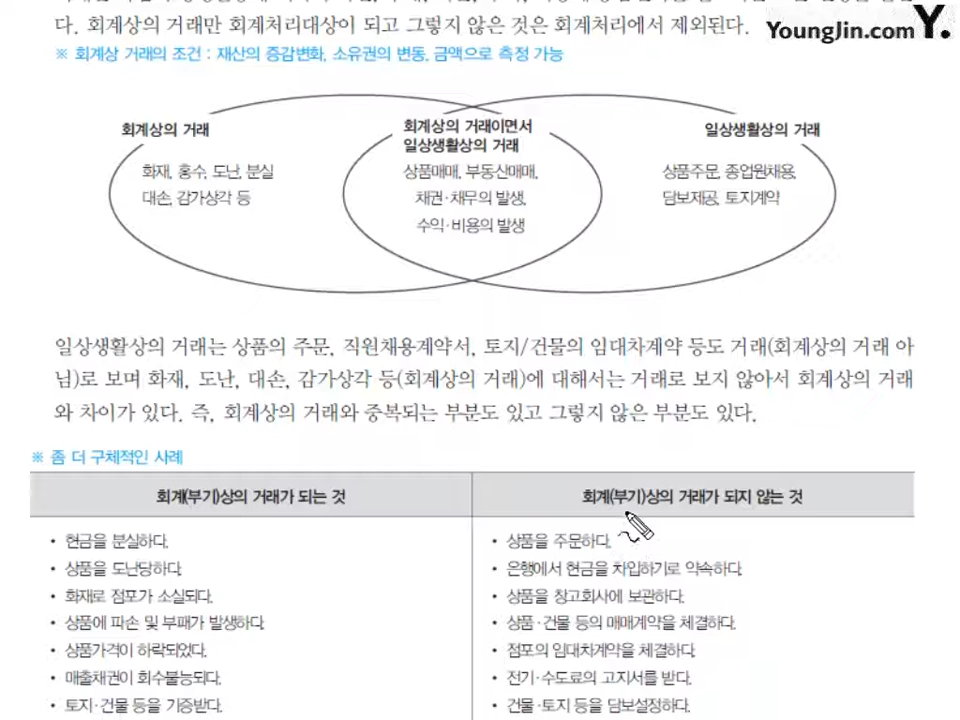 다. 회계상의 거래만 회계처리대상이 되고 그렇지 않은 것은 회계처리에서 제외된다.
YoungJin.com Y.
※ 회계상 거래의 조건 : 재산의 증감변화, 소유권의 변동, 금액으로 측정 가능
회계상의 거래
회계상의 거래이면서
일상생활상의 거래
일상생활상의 거래
화재, 홍수, 도난, 분실
대손, 감가상각 등
상품매매, 부동산매매,
채권·채무의 발생,
수익·비용의 발생
상품주문, 종업원채용,
담보제공, 토지계약
일상생활상의 거래는 상품의 주문, 직원채용계약서, 토지/건물의 임대차계약 등도 거래(회계상의 거래 아
님)로 보며 화재, 도난, 대손, 감가상각 등(회계상의 거래)에 대해서는 거래로 보지 않아서 회계상의 거래
와 차이가 있다. 즉, 회계상의 거래와 중복되는 부분도 있고 그렇지 않은 부분도 있다.
※ 좀 더 구체적인 사례
회계(부기)상의 거래가 되는 것
회계(부기)상의 거래가 되지 않는 것
• 현금을 분실하다.
• 상품을 도난당하다.
• 화재로 점포가 소실되다.
• 상품에 파손 및 부패가 발생하다.
• 상품가격이 하락되었다.
• 매출채권이 회수불능되다.
• 토지·건물 등을 기증받다.
• 상품을 주문하다.
• 은행에서 현금을 차입하기로 약속하다.
• 상품을 창고회사에 보관하다.
• 상품·건물 등의 매매계약을 체결하다.
• 점포의 임대차계약을 체결하다.
• 전기·수도료의 고지서를 받다.
• 건물·토지 등을 담보설정하다.